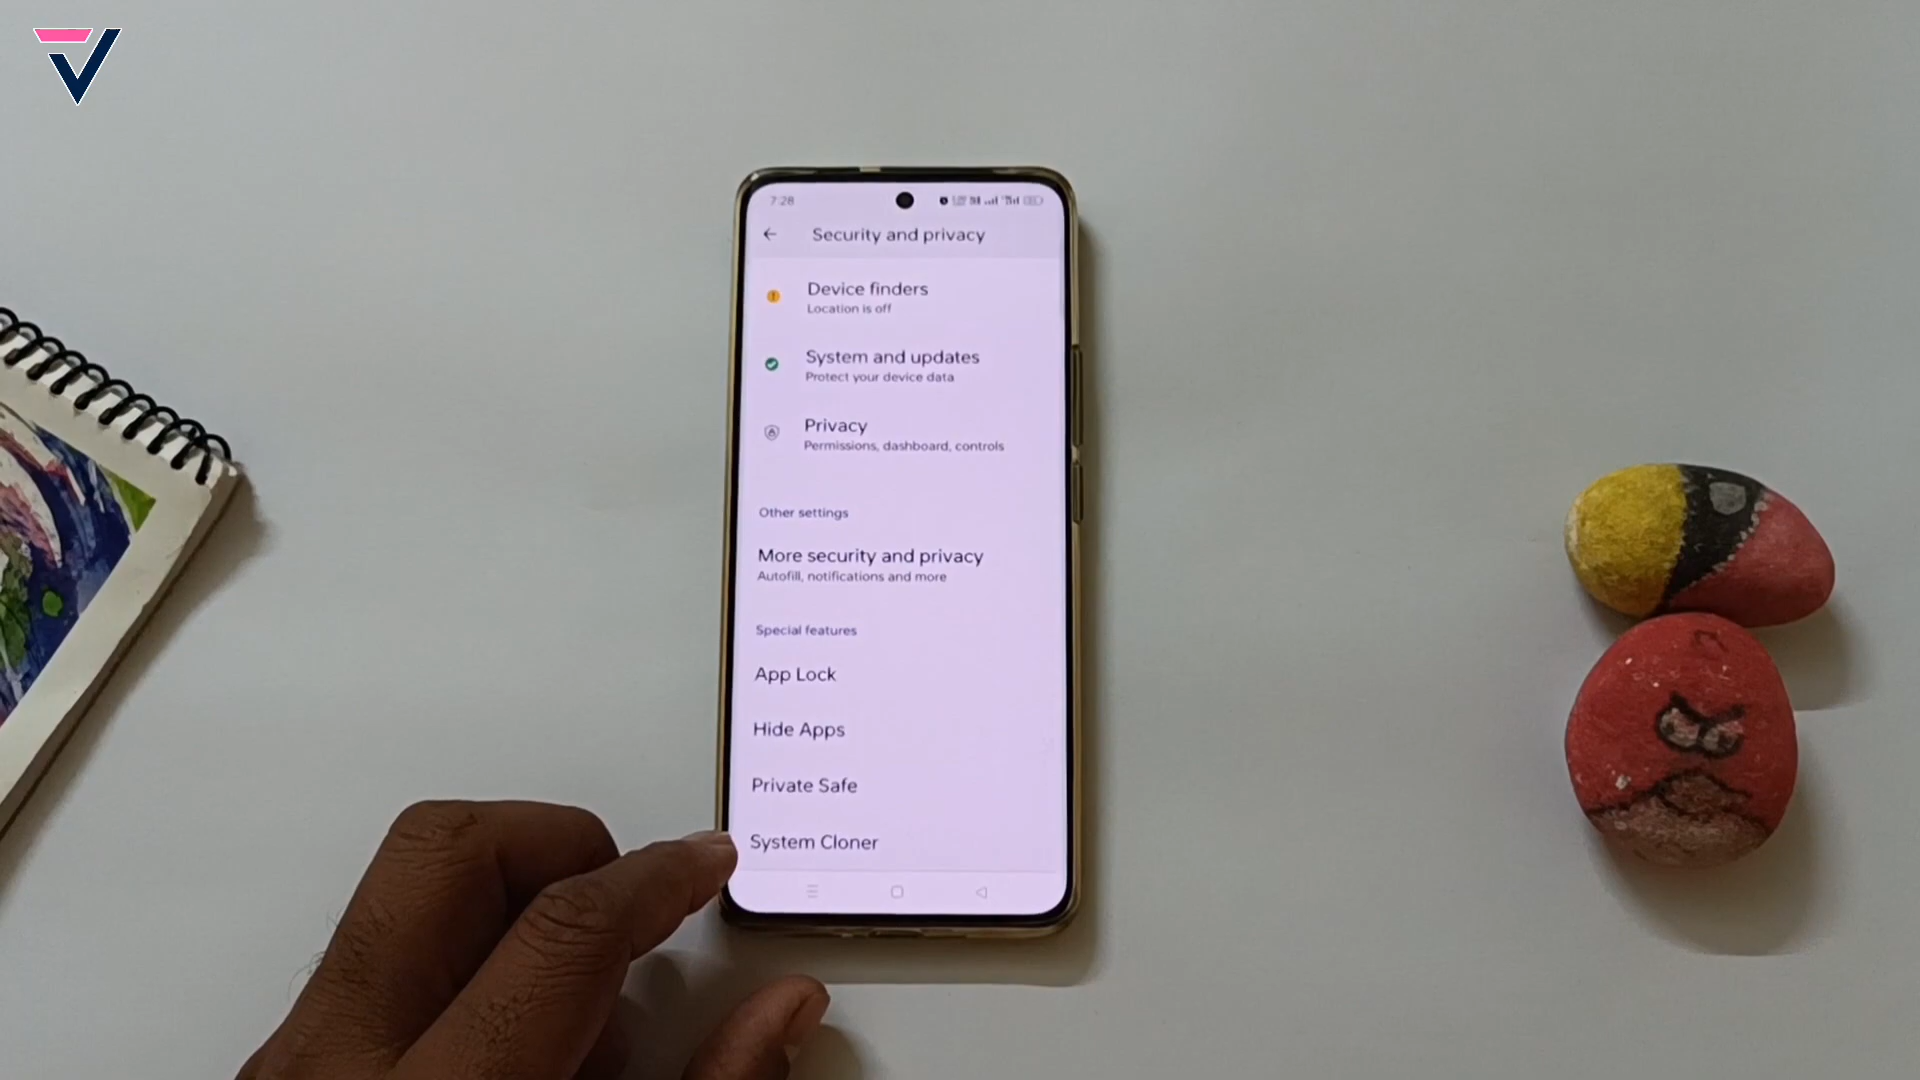 7:28
Security and privacy
Device finders
Location is off
System and updates
Protect your device data
Privacy
Permissions, dashboard, controls
Other settings
More security and privacy
Autofill, notifications and more
Special features
App Lock
Hide Apps
Private Safe
System Cloner